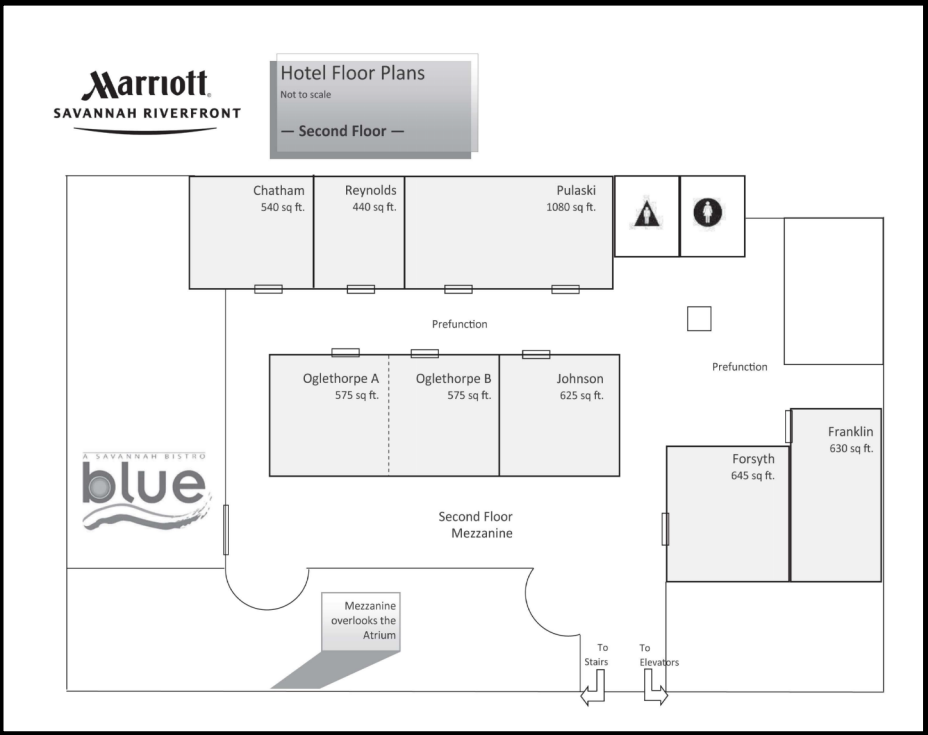 Marriott
SAVANNAH RIVERFRONT
Hotel Floor Plans
Not to scale
— Second Floor —
Chatham
540 sq ft.
Reynolds
440 sq ft.
Pulaski
1080 sq ft.
Prefunction
Prefunction
Oglethorpe A
575 sq ft.
Oglethorpe B
575 sq ft.
Johnson
625 sq ft.
Franklin
630 sq ft.
Forsyth
645 sq ft.
A SAVANNAH BISTRO
blue
Second Floor
Mezzanine
Mezzanine
overlooks the
Atrium
To
Stairs
To
Elevators